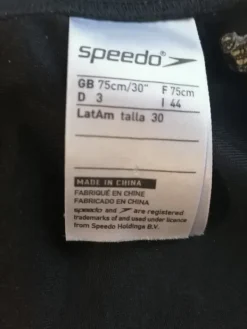 speedo
GB 75cm/30" F 75cm
D 3 I 44
LatAm talla 30
MADE IN CHINA
FABRIQUÉ EN CHINE
FABRICADO EN CHINA
speedo and are registered
trademarks of and used under licence
from Speedo Holdings B.V.